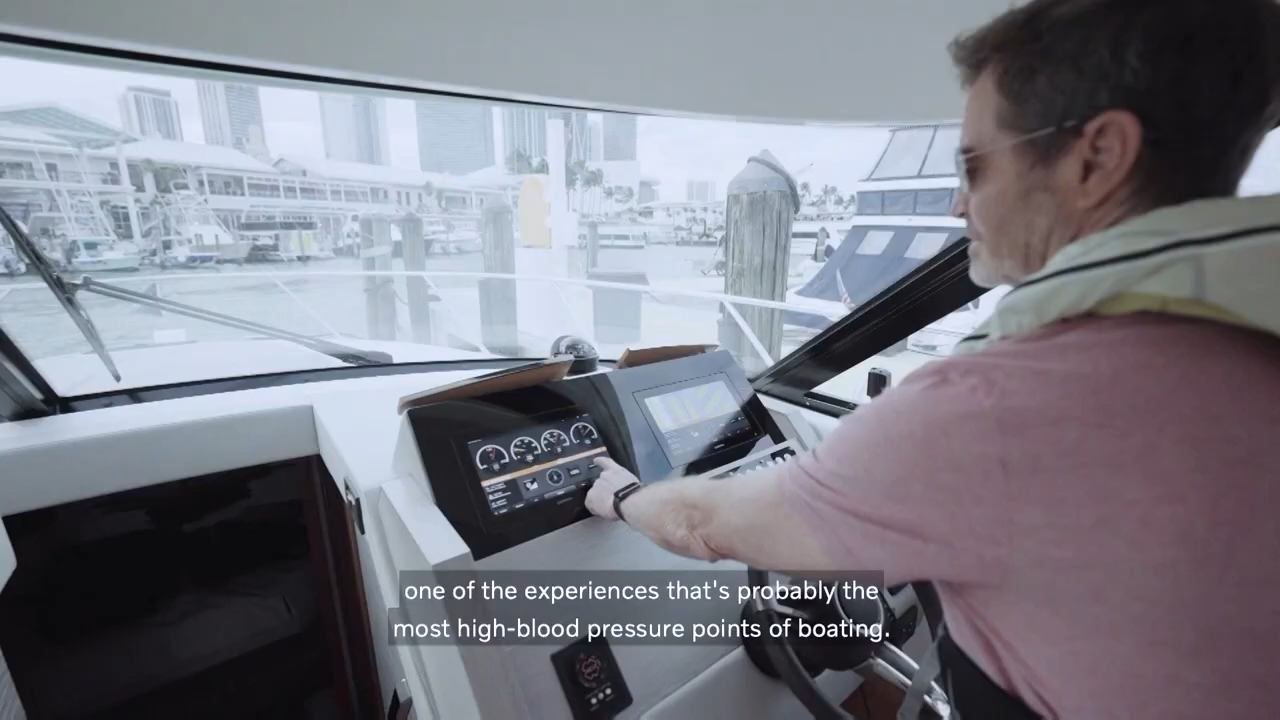 one of the experiences that's probably the
most high-blood pressure points of boating.